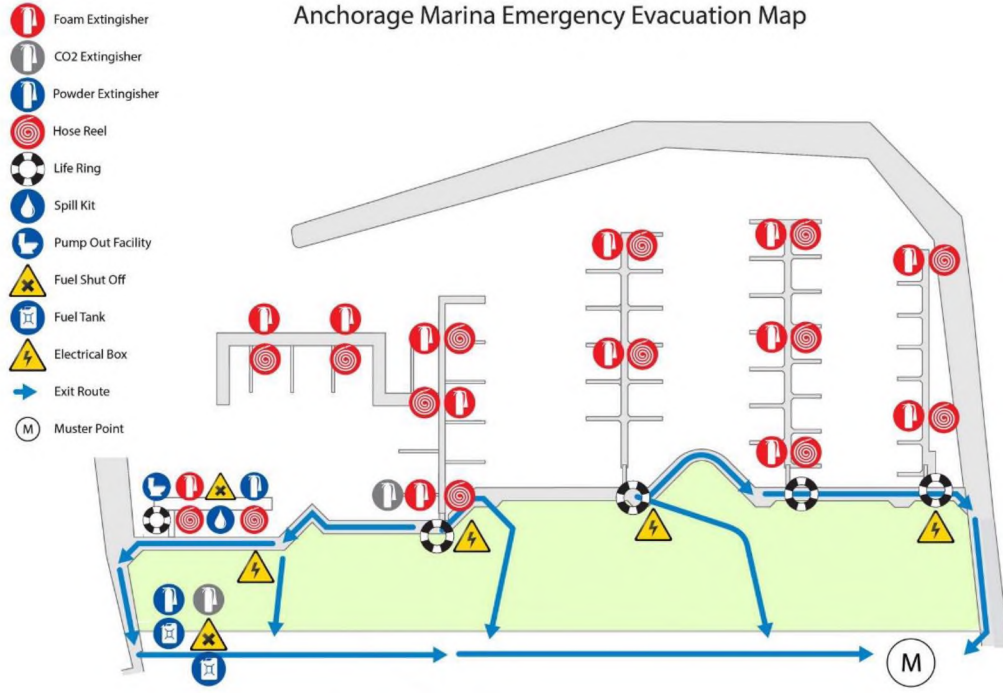 Anchorage Marina Emergency Evacuation Map
Foam Extingisher
CO2 Extingisher
Powder Extingisher
Hose Reel
Life Ring
Spill Kit
Pump Out Facility
Fuel Shut Off
Fuel Tank
Electrical Box
Exit Route
M Muster Point
M